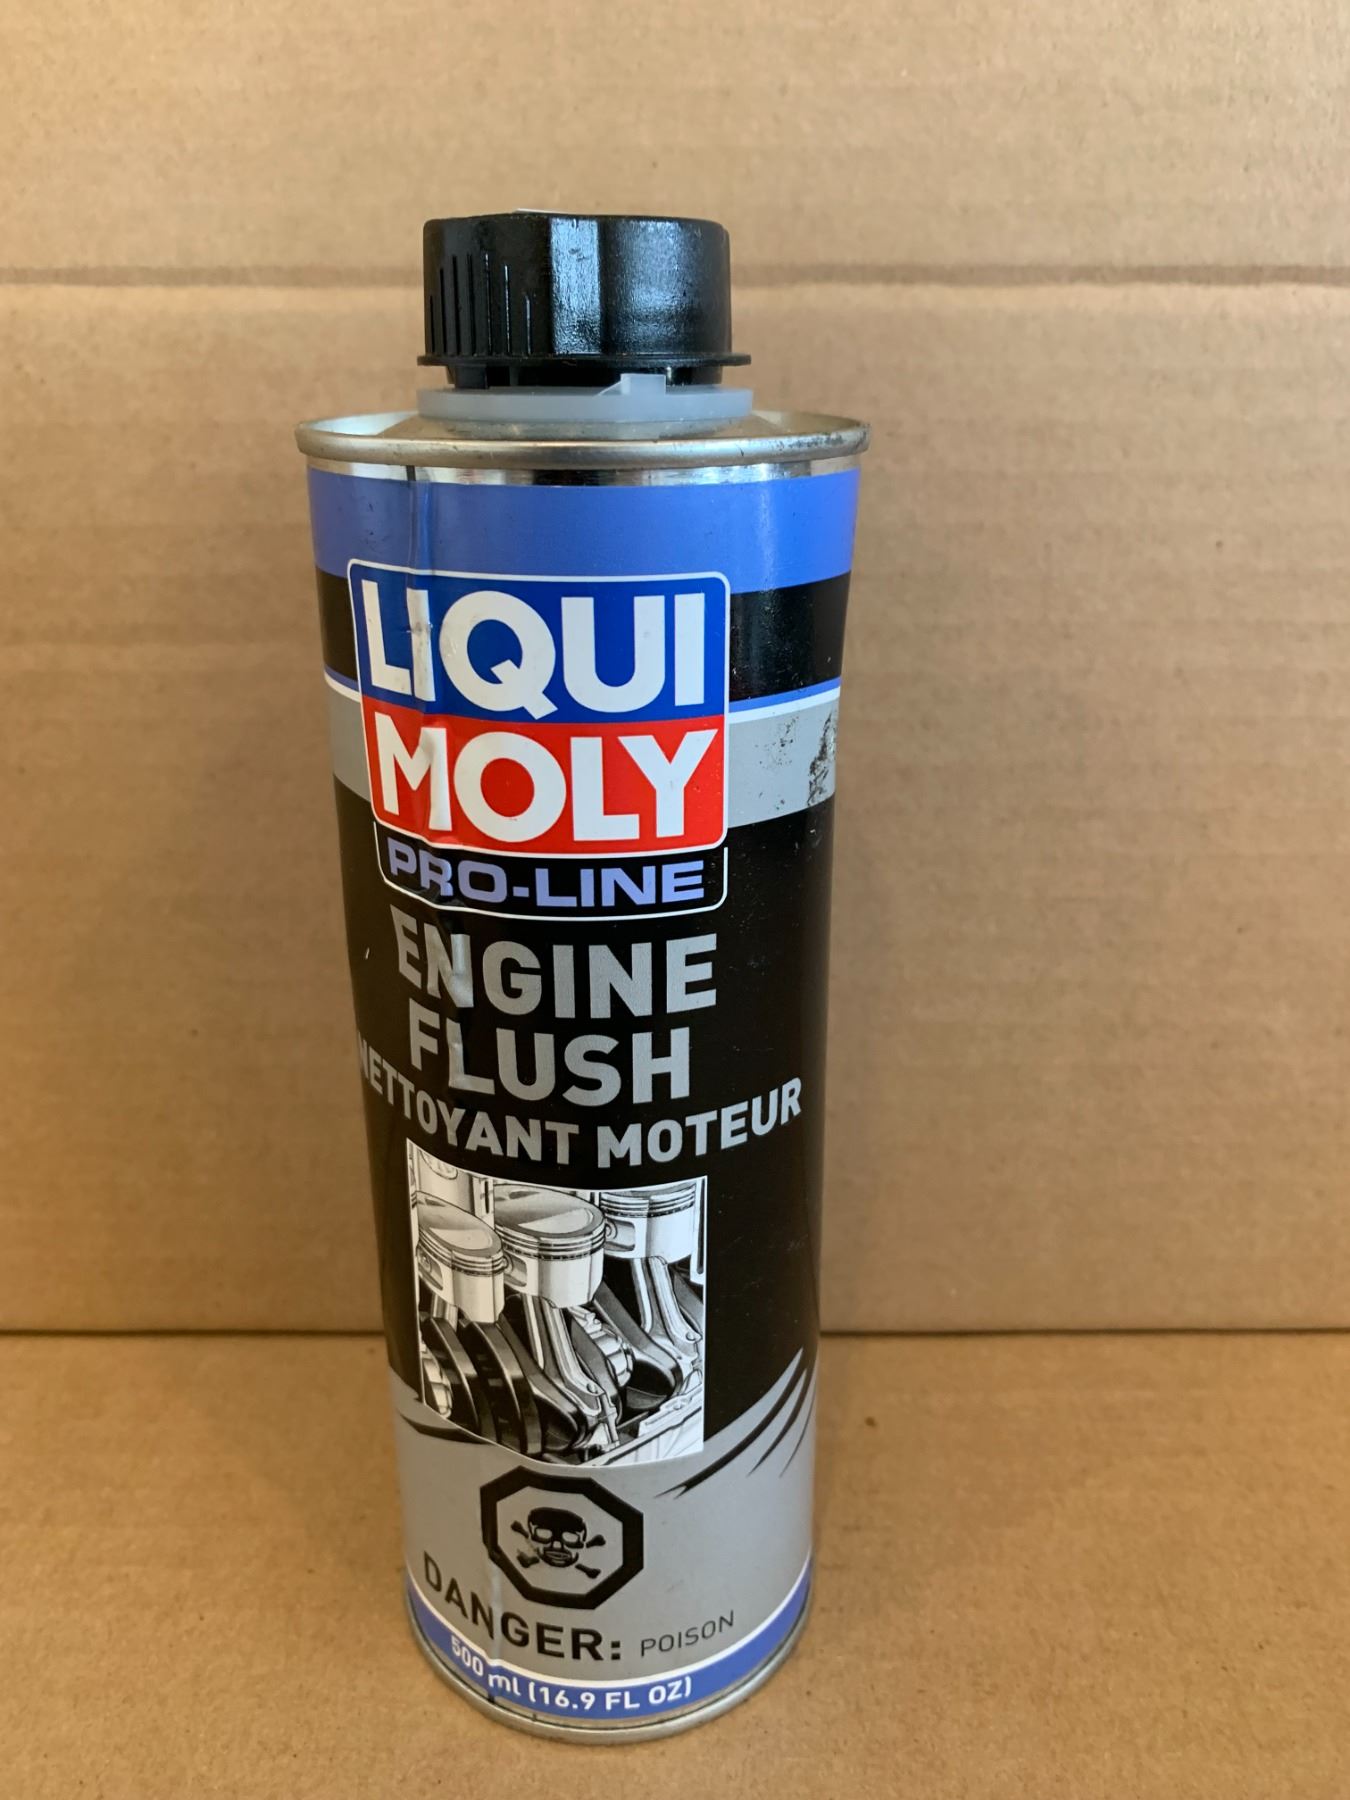 LIQUI
MOLY
PRO-LINE
ENGINE
FLUSH
NETTOYANT MOTEUR
DANGER: POISON
500 ml (16.9 FL OZ)